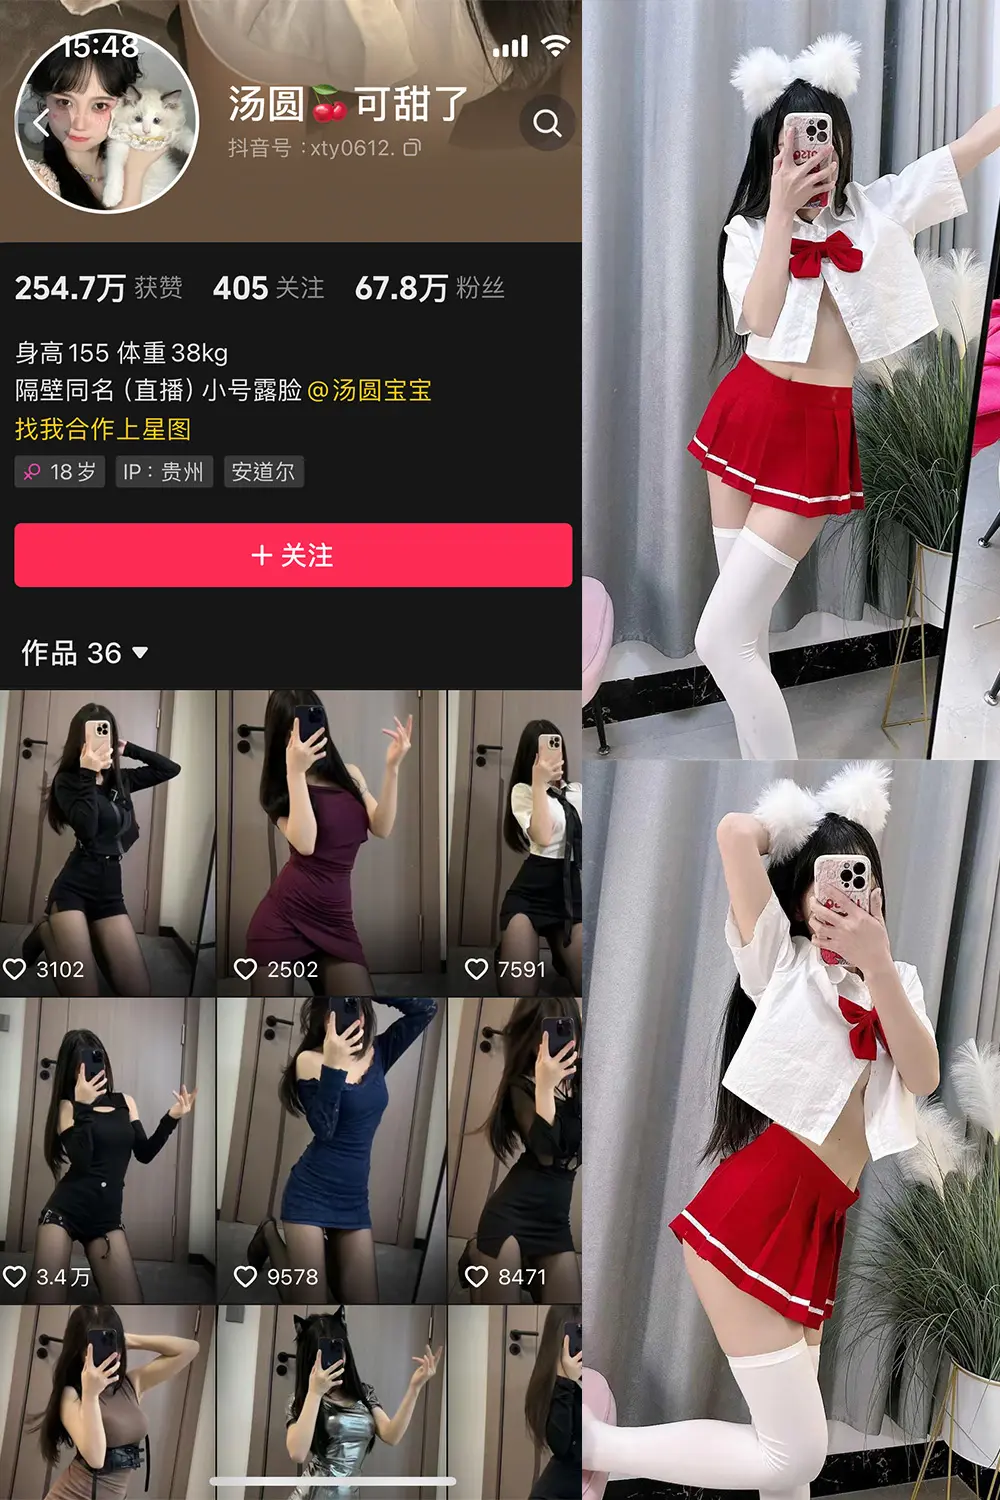 15:48
汤圆🍒可甜了
抖音号：xty0612.
254.7万 获赞 405 关注 67.8万 粉丝
身高155 体重38kg
隔壁同名（直播）小号露脸@汤圆宝宝
找我合作上星图
18岁 IP：贵州 安道尔
+ 关注
作品 36
3102 2502 7591
3.4万 9578 8471